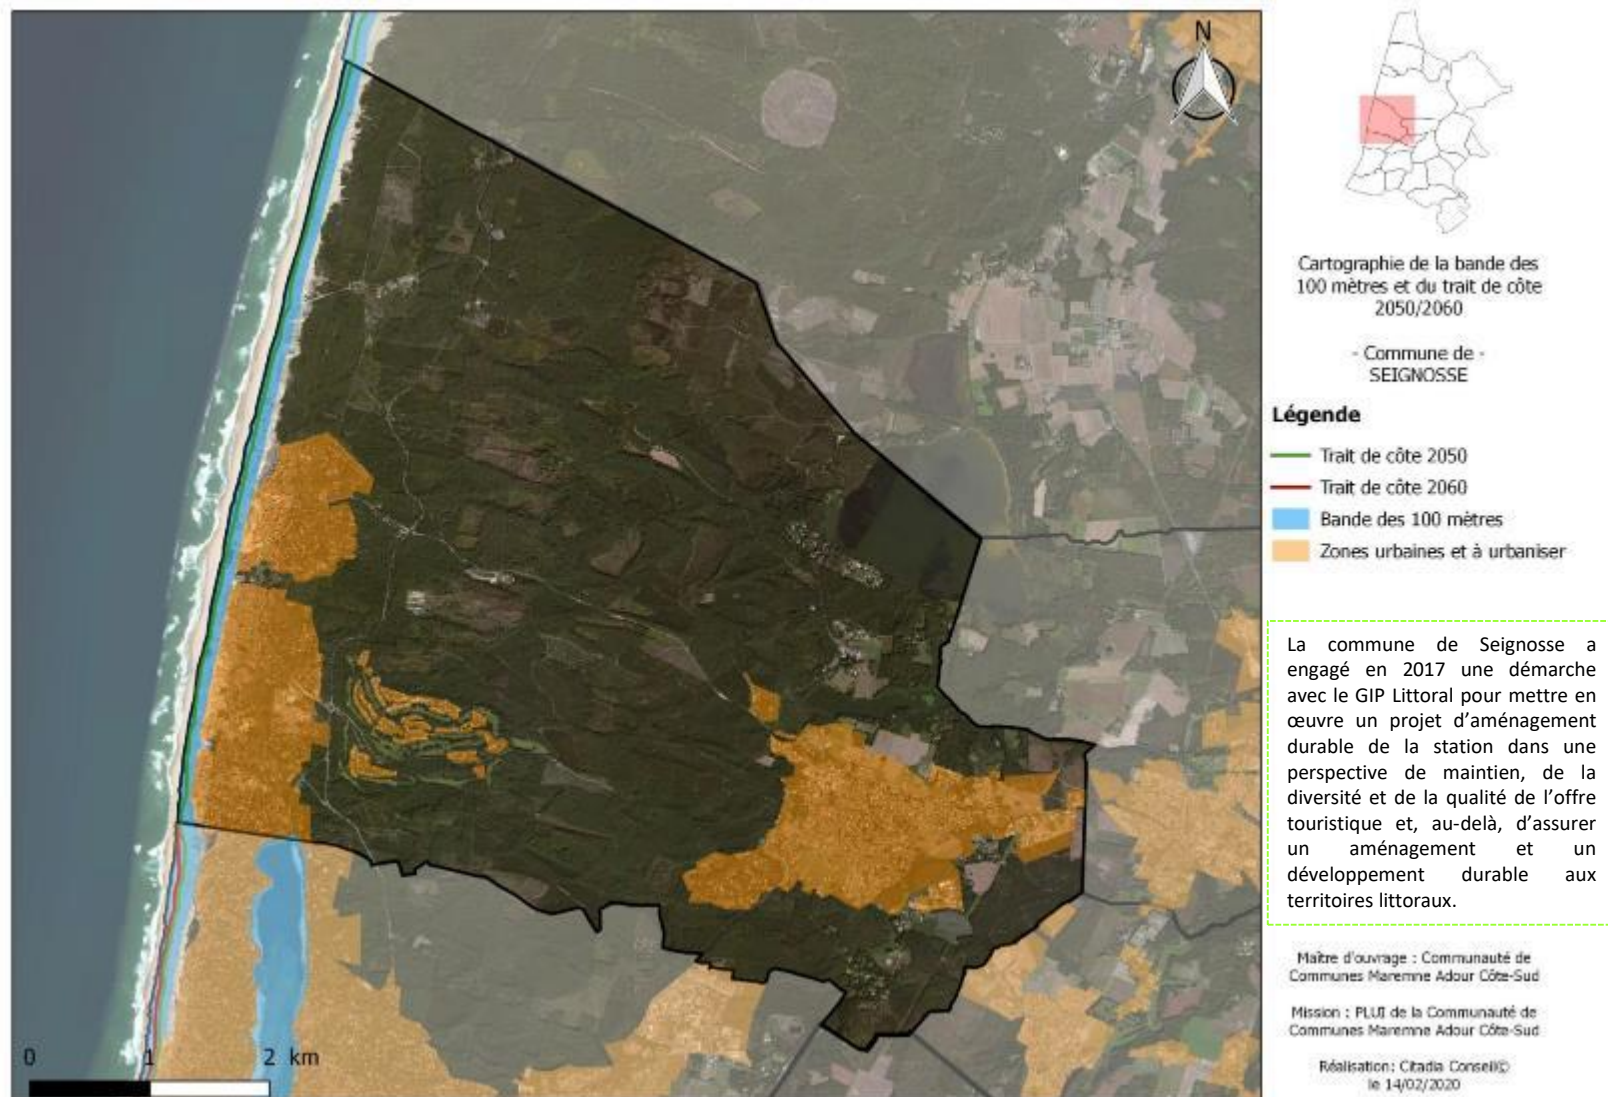 N
Cartographie de la bande des
100 mètres et du trait de côte
2050/2060
- Commune de -
SEIGNOSSE
Légende
Trait de côte 2050
Trait de côte 2060
Bande des 100 mètres
Zones urbaines et à urbaniser
La commune de Seignosse a
engagé en 2017 une démarche
avec le GIP Littoral pour mettre en
œuvre un projet d’aménagement
durable de la station dans une
perspective de maintien, de la
diversité et de la qualité de l’offre
touristique et, au-delà, d’assurer
un aménagement et un
développement durable aux
territoires littoraux.
Maître d'ouvrage : Communauté de
Communes Maremne Adour Côte-Sud
Mission : PLUI de la Communauté de
Communes Maremne Adour Côte-Sud
Réalisation: Citadia Conseil©
le 14/02/2020
0 1 2 km